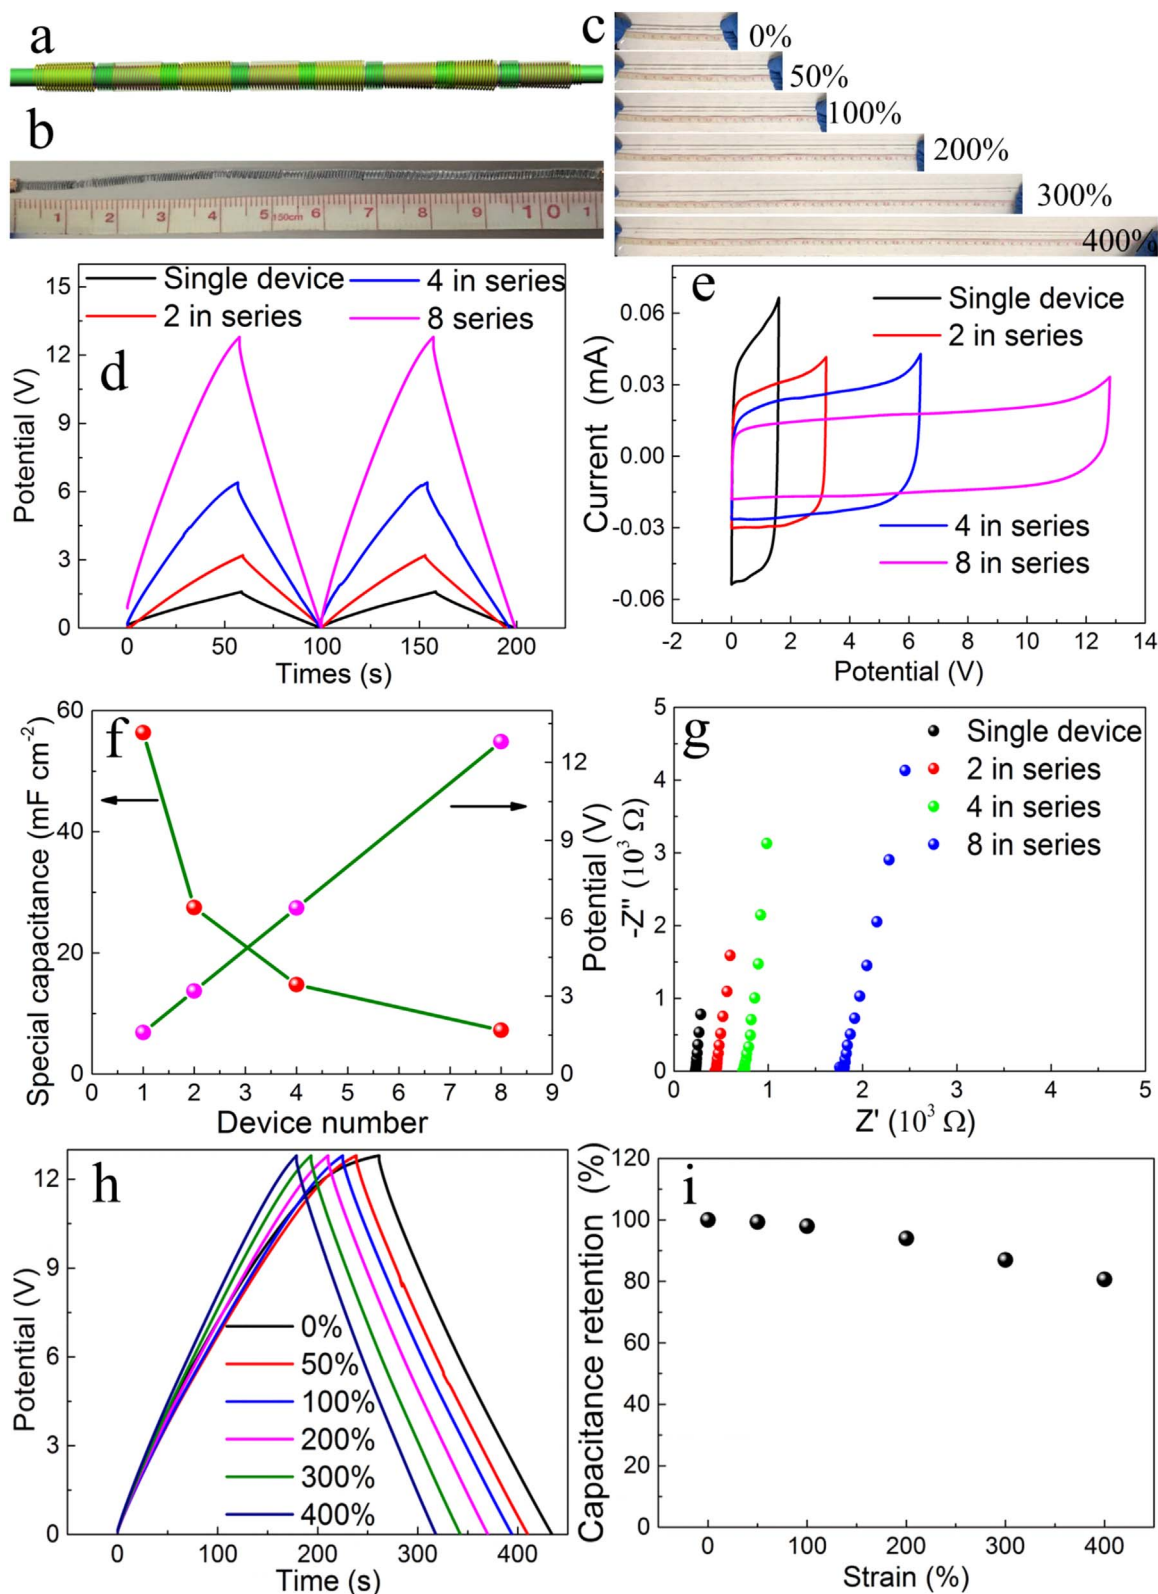 a
b
1 2 3 4 5 150cm 6 7 8 9 10 1
c
0%
50%
100%
200%
300%
400%
d
Single device
2 in series
4 in series
8 series
15
12
9
6
3
0
Potential (V)
0 50 100 150 200
Times (s)
e
Single device
2 in series
4 in series
8 in series
0.06
0.03
0.00
-0.03
-0.06
Current (mA)
-2 0 2 4 6 8 10 12 14
Potential (V)
f
60
40
20
0
Special capacitance (mF cm⁻²)
12
9
6
3
0
Potential (V)
0 1 2 3 4 5 6 7 8 9
Device number
g
Single device
2 in series
4 in series
8 in series
5
4
3
2
1
0
-Z'' (10³ Ω)
0 1 2 3 4 5
Z' (10³ Ω)
h
12
9
6
3
0
Potential (V)
0%
50%
100%
200%
300%
400%
0 100 200 300 400
Time (s)
i
120
100
80
60
40
20
0
Capacitance retention (%)
0 100 200 300 400
Strain (%)